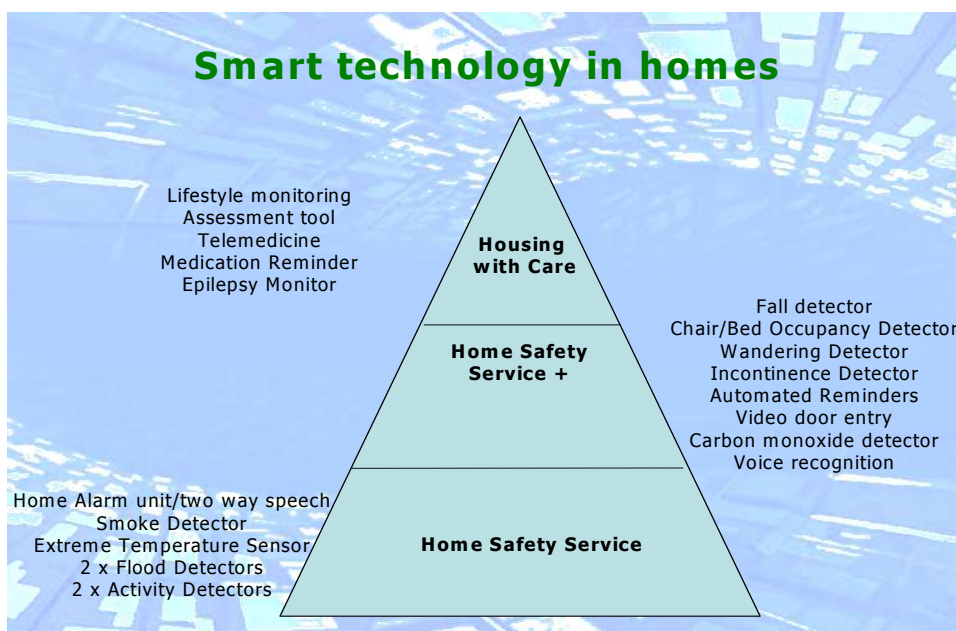 Smart technology in homes
Lifestyle monitoring
Assessment tool
Telemedicine
Medication Reminder
Epilepsy Monitor
Housing
with Care
Fall detector
Chair/Bed Occupancy Detector
Wandering Detector
Incontinence Detector
Automated Reminders
Video door entry
Carbon monoxide detector
Voice recognition
Home Safety
Service +
Home Alarm unit/two way speech
Smoke Detector
Extreme Temperature Sensor
2 x Flood Detectors
2 x Activity Detectors
Home Safety Service